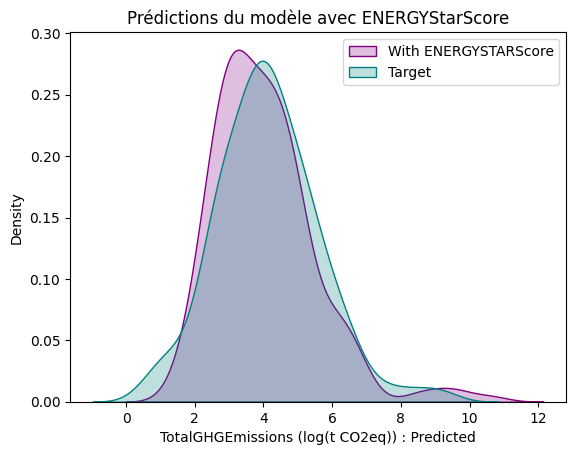 Prédictions du modèle avec ENERGYStarScore
With ENERGYSTARScore
Target
Density
0.30
0.25
0.20
0.15
0.10
0.05
0.00
0 2 4 6 8 10 12
TotalGHGEmissions (log(t CO2eq)) : Predicted